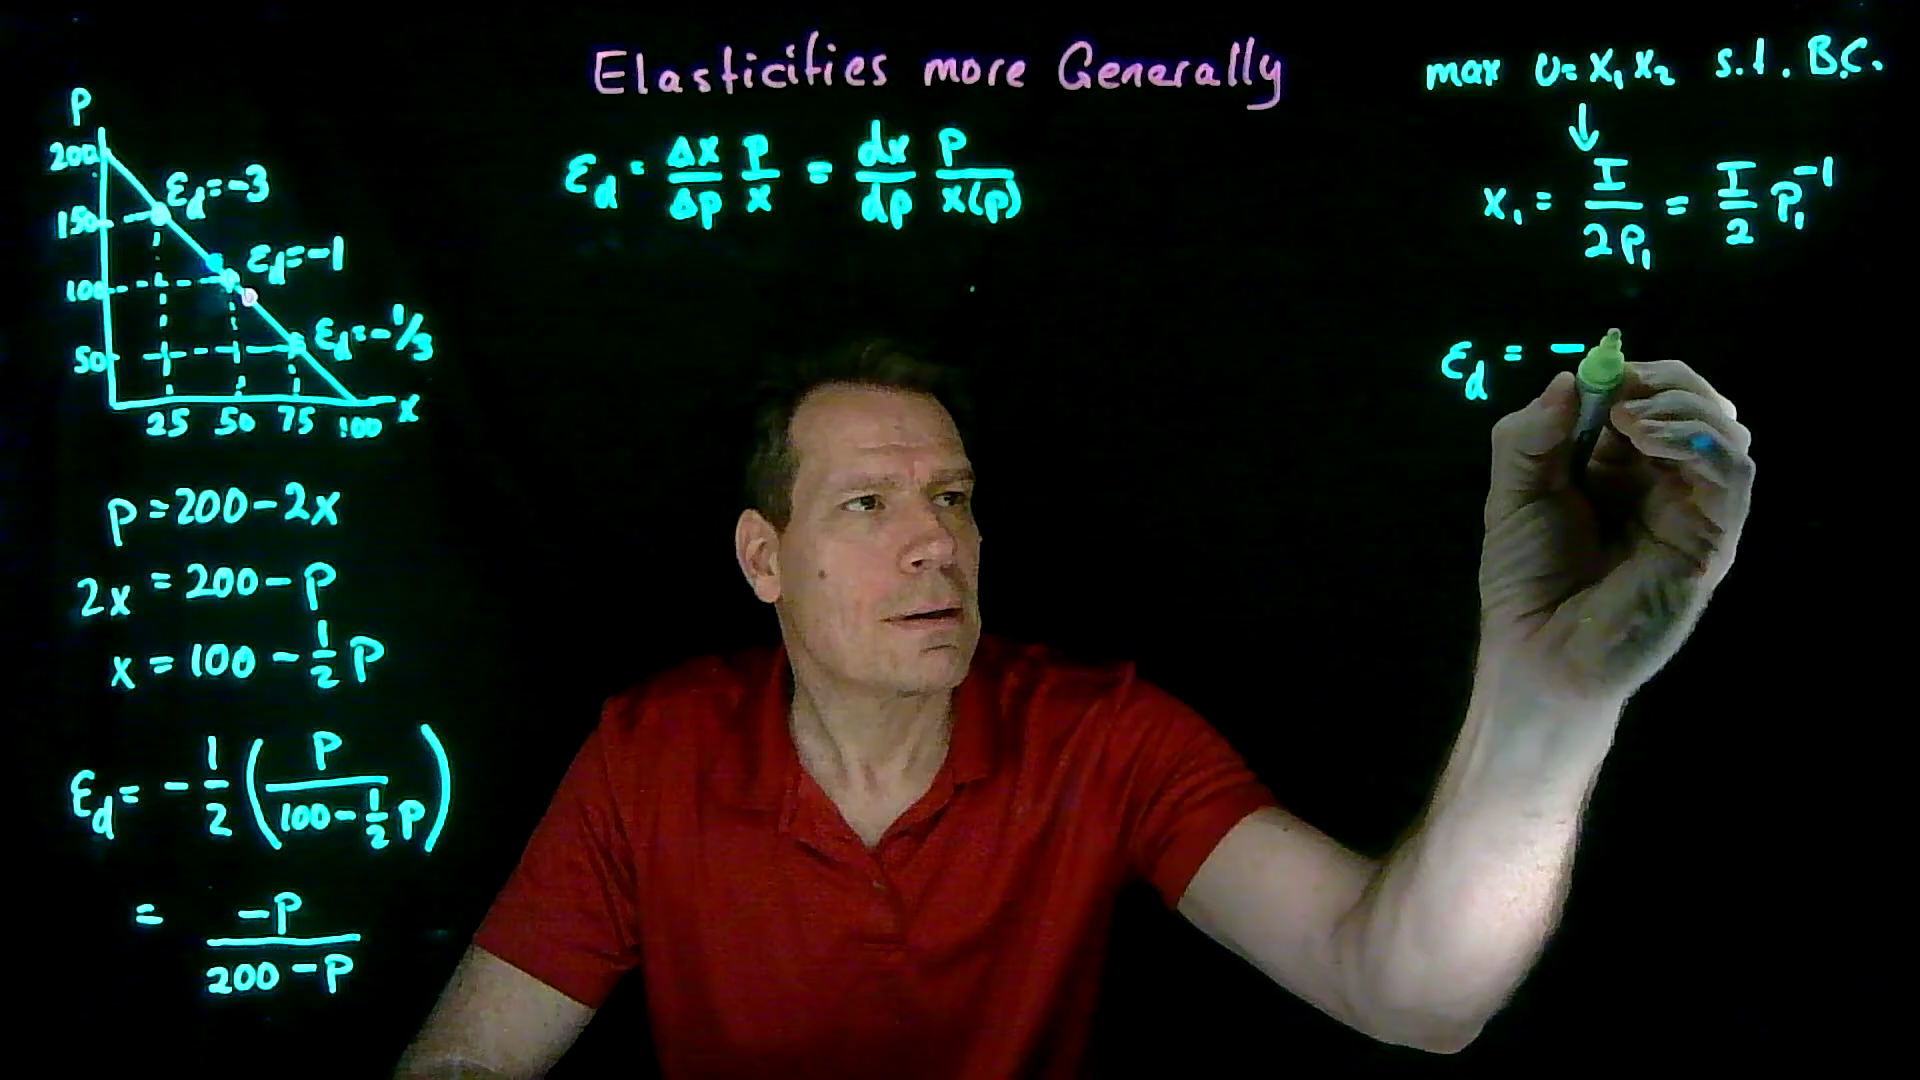 Elasticities more Generally
εd = Δx/Δp p/x = dx/dp p/x(p)
P
200
150
100
50
25 50 75 100 x
εd=-3
εd=-1
εd=-1/3
p=200-2x
2x=200-p
x=100-1/2p
εd=-1/2(p/(100-1/2p))
= -p/(200-p)
max U=x₁x₂ s.t. B.C.
↓
x₁=I/2P₁=I/2 P₁⁻¹
εd = -